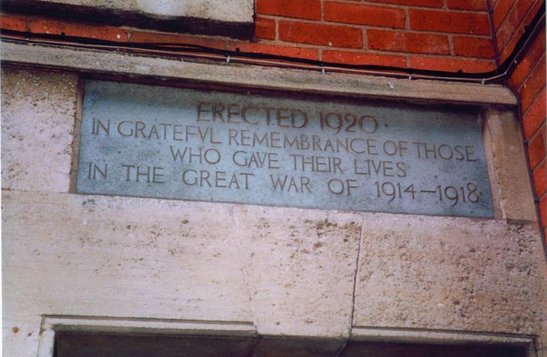 ERECTED 1920
IN GRATEFVL REMEMBRANCE OF THOSE
WHO GAVE THEIR LIVES
IN THE GREAT WAR OF 1914–1918